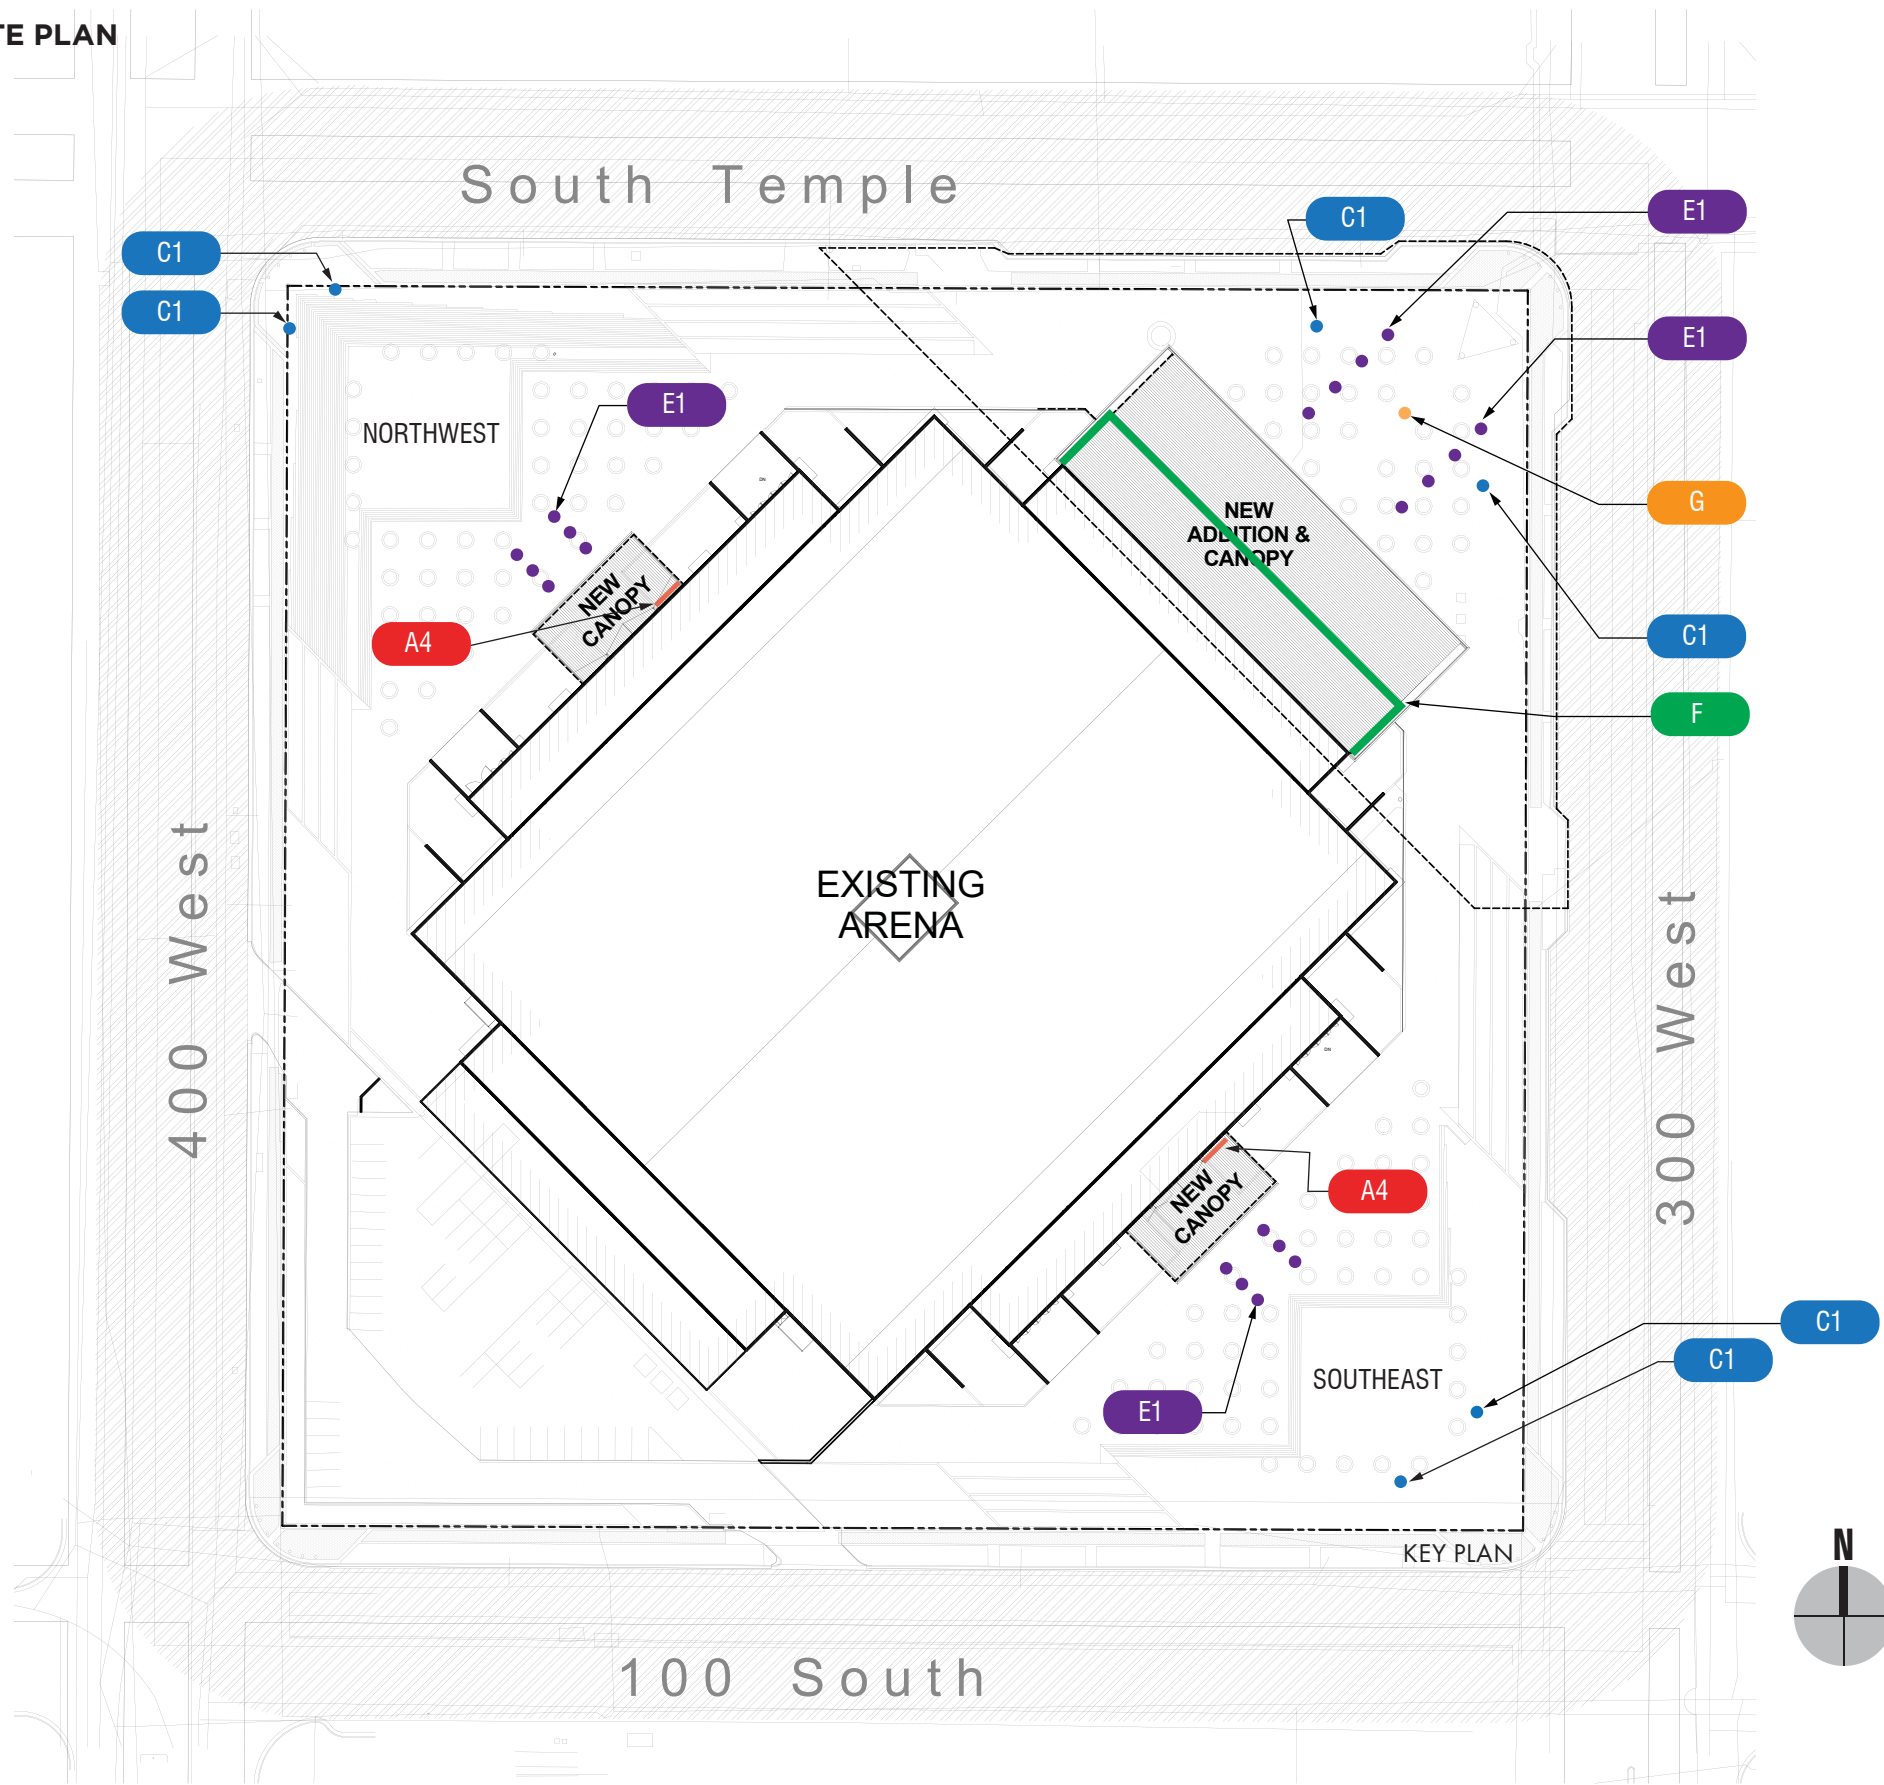 TE PLAN
South Temple
C1
E1
C1
C1
E1
E1
NORTHWEST
G
NEW
ADDITION &
CANOPY
NEW
CANOPY
A4
C1
F
EXISTING
ARENA
400 West
300 West
NEW
CANOPY
A4
C1
C1
SOUTHEAST
E1
KEY PLAN
N
100 South